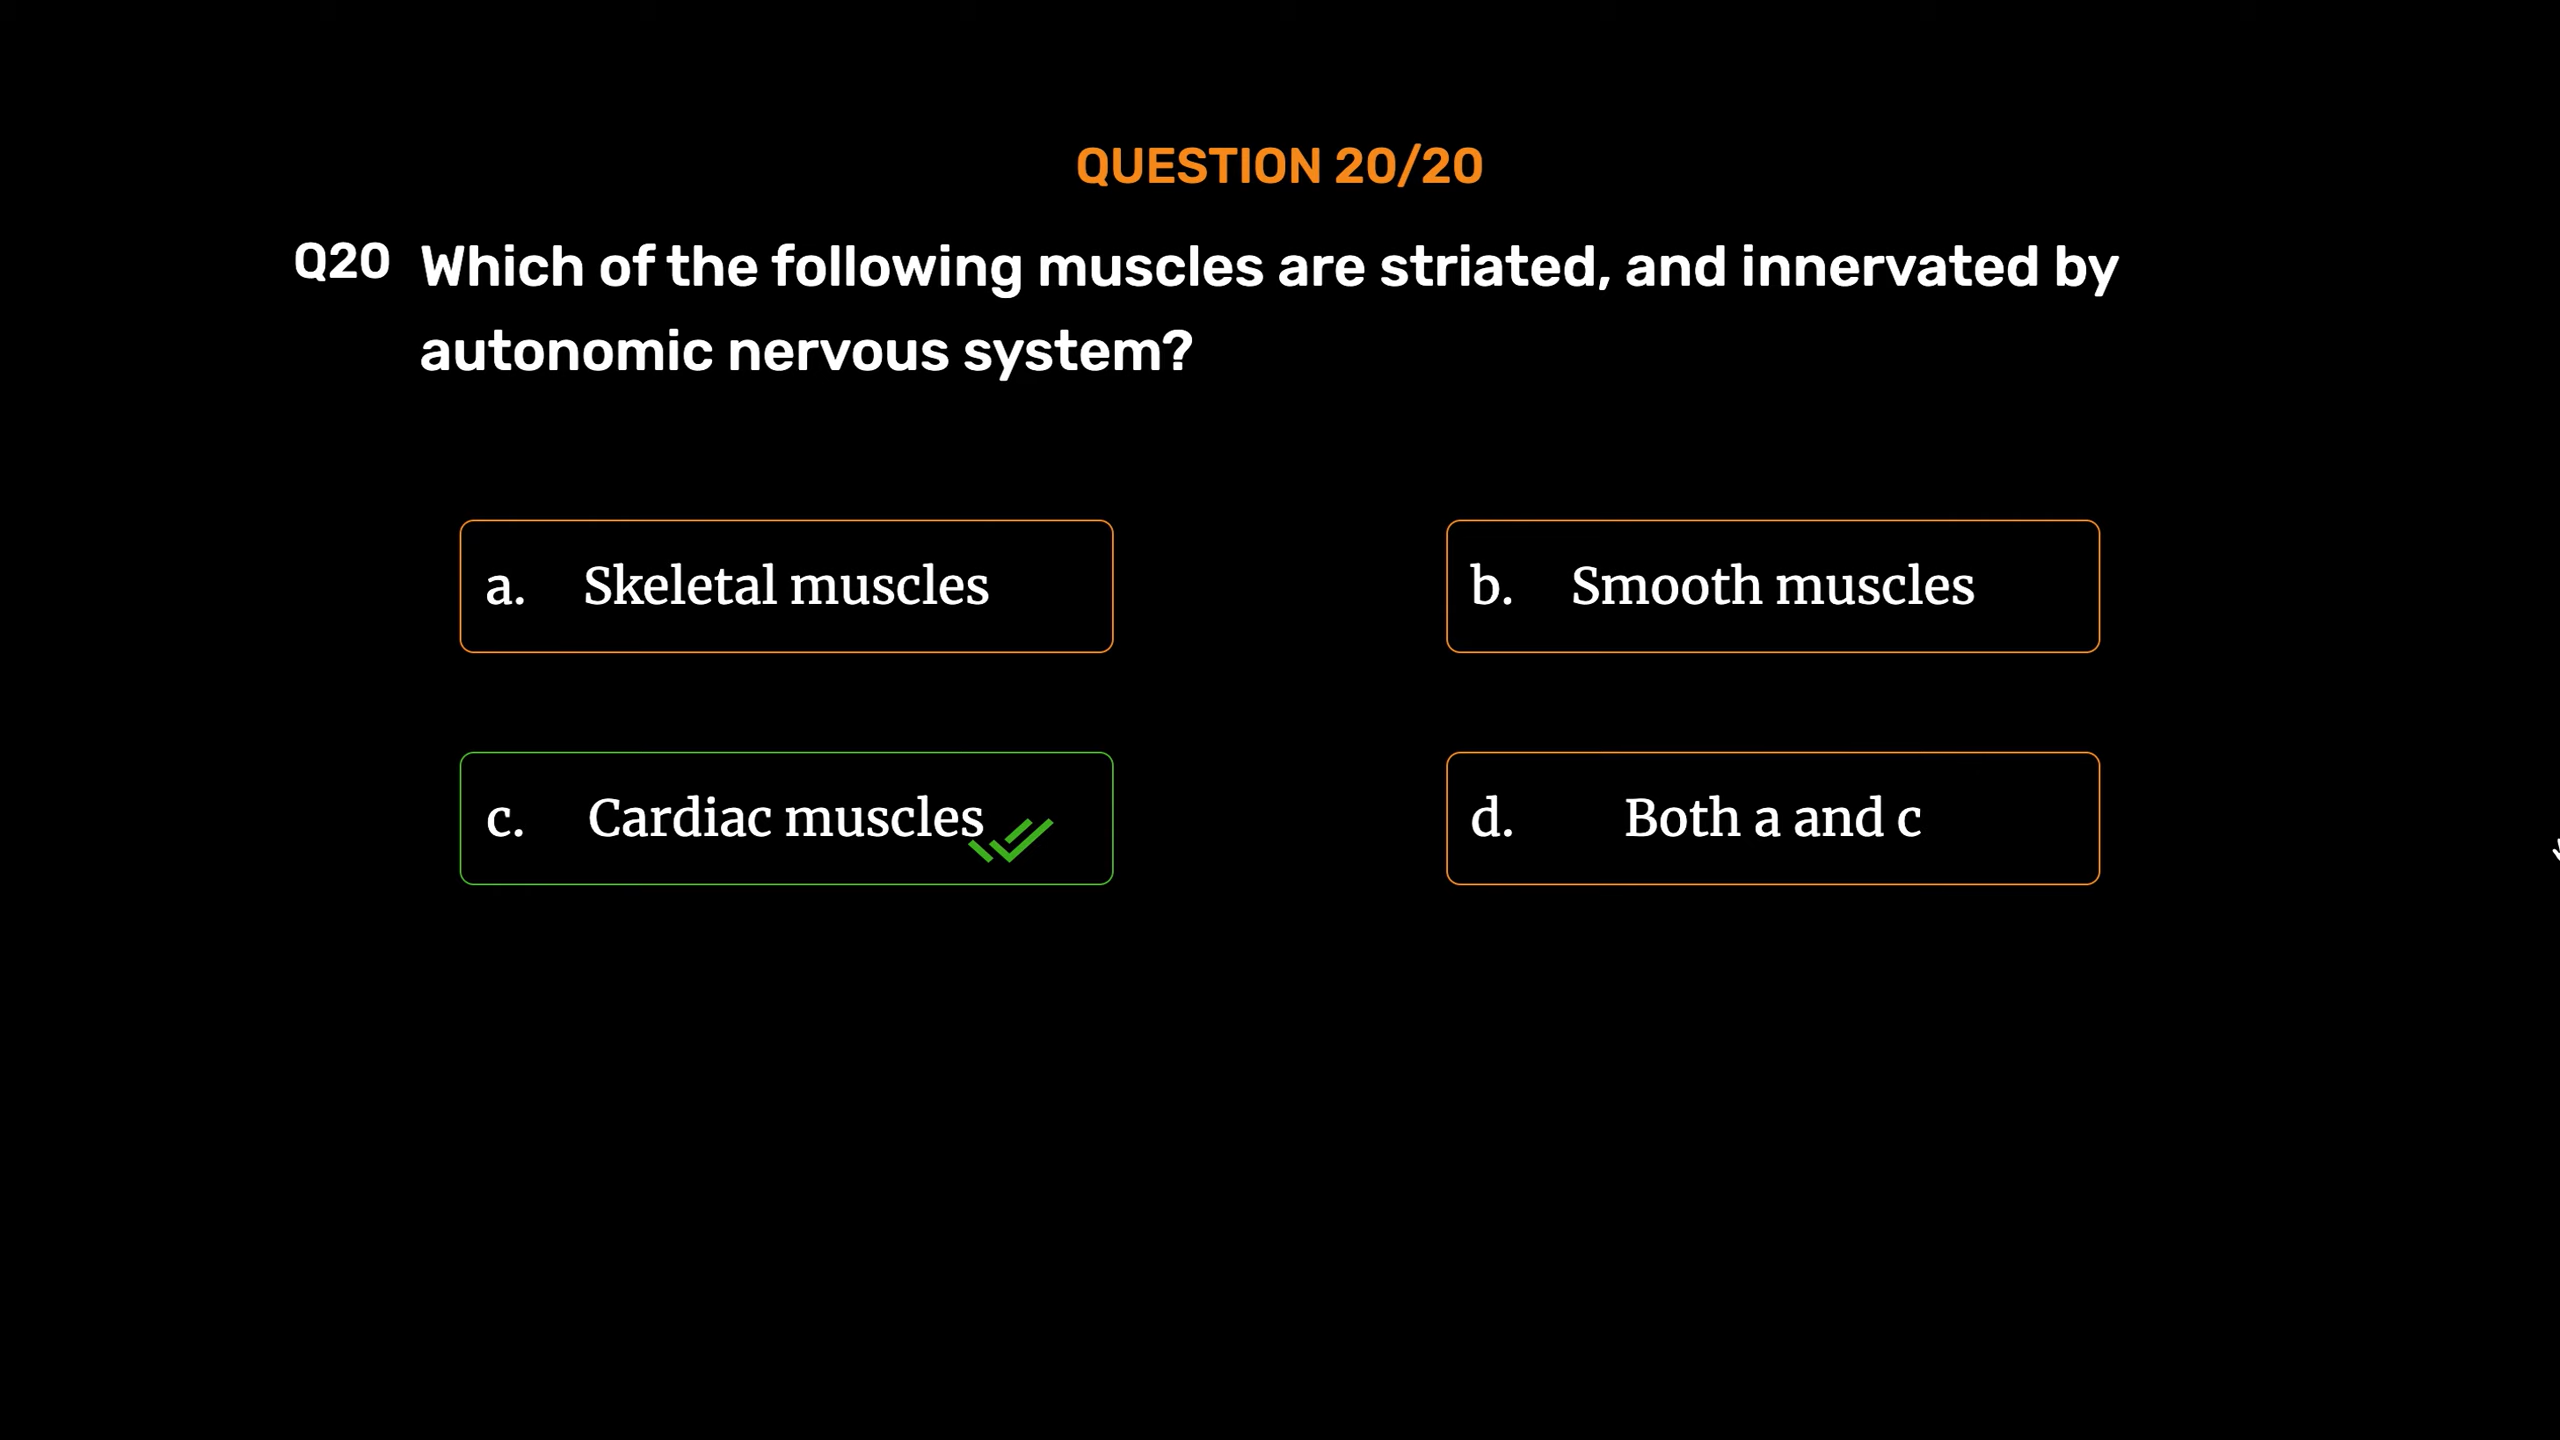 QUESTION 20/20
Q20 Which of the following muscles are striated, and innervated by
autonomic nervous system?
a. Skeletal muscles
b. Smooth muscles
c. Cardiac muscles
d. Both a and c